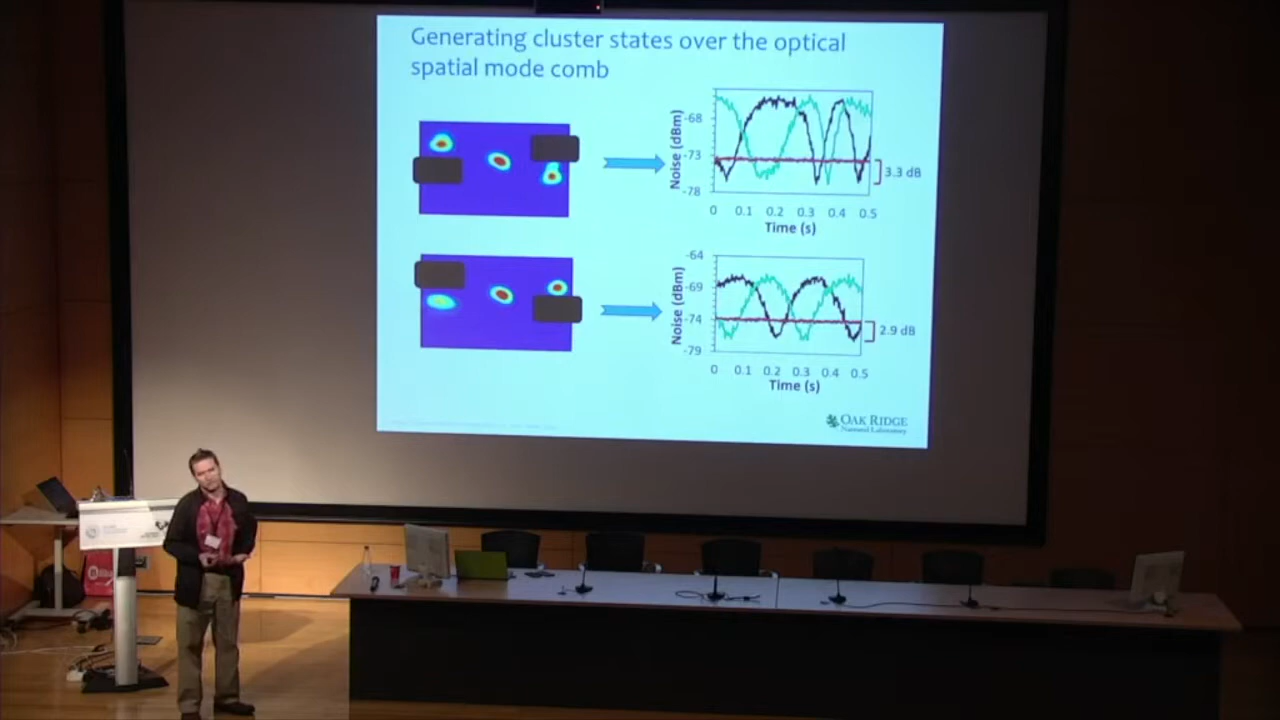 Generating cluster states over the optical
spatial mode comb
Noise (dBm)
-68
-73
-78
0 0.1 0.2 0.3 0.4 0.5
Time (s)
3.3 dB
Noise (dBm)
-64
-69
-74
-79
0 0.1 0.2 0.3 0.4 0.5
Time (s)
2.9 dB
OAK RIDGE
National Laboratory